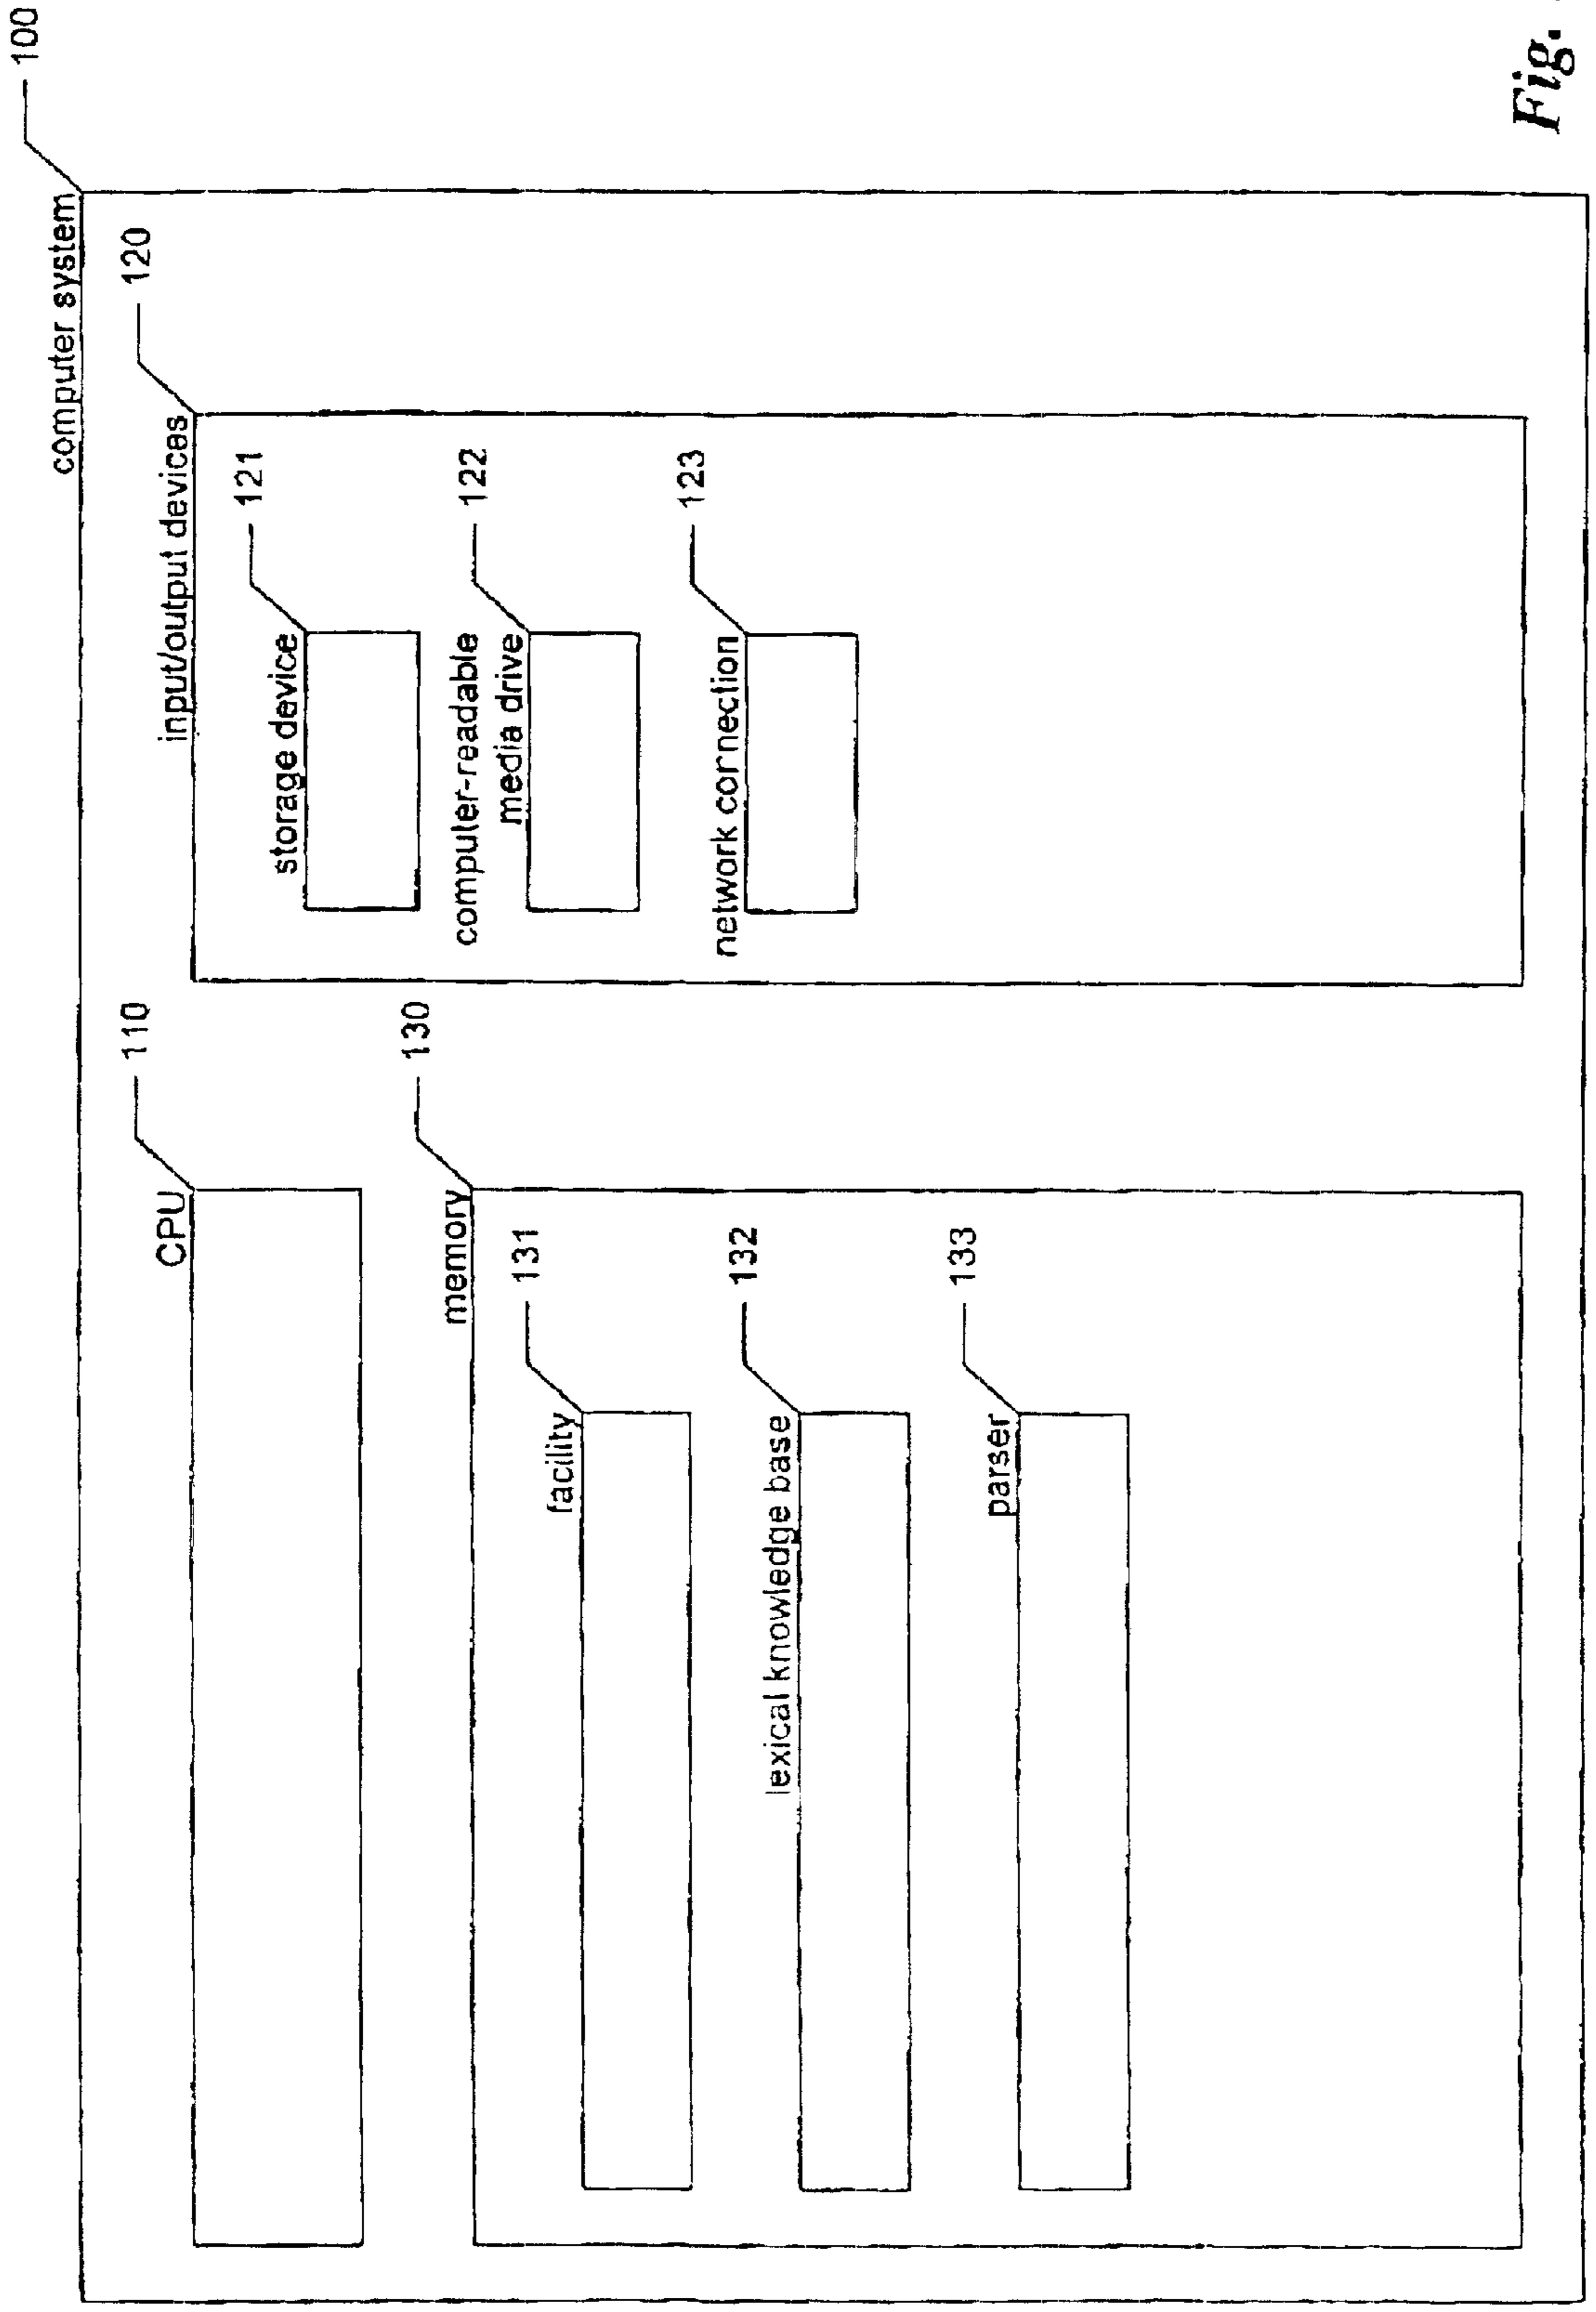 100
computer system
110
CPU
120
input/output devices
121
storage device
122
computer-readable
media drive
123
network connection
130
memory
131
facility
132
lexical knowledge base
133
parser
Fig.